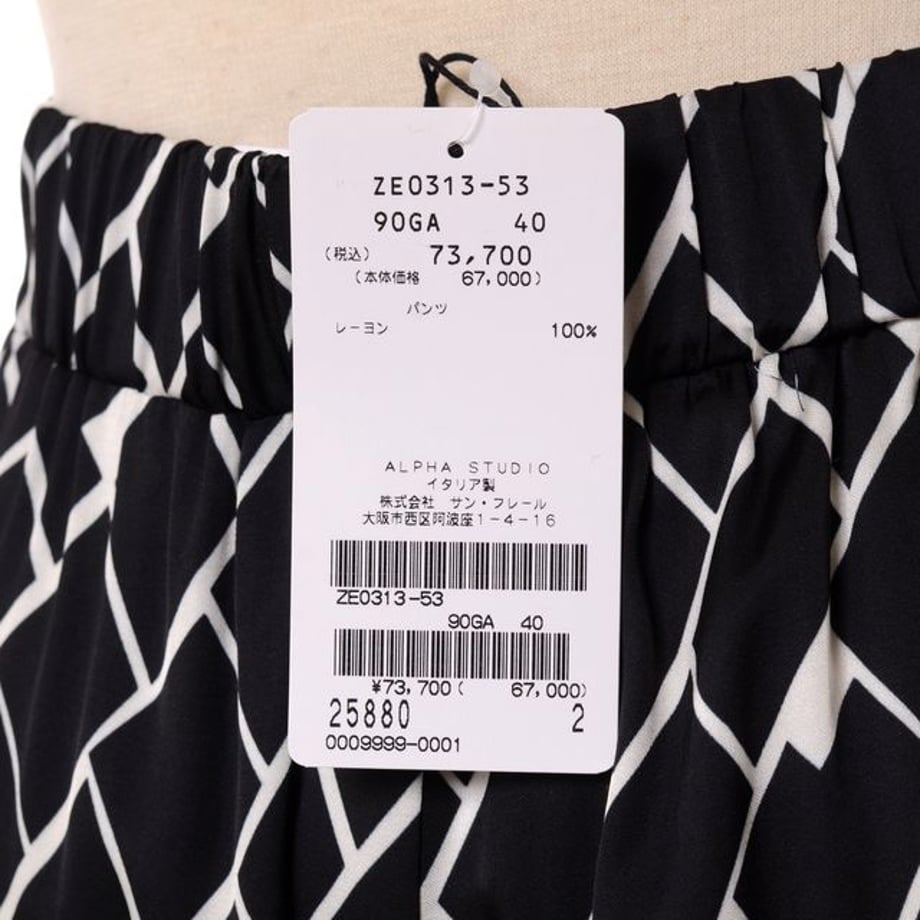 ZE0313-53
90GA 40
(税込) 73,700
(本体価格 67,000)
パンツ
レーヨン 100%
ALPHA STUDIO
イタリア製
株式会社 サン・フレール
大阪市西区阿波座1-4-16
ZE0313-53
90GA 40
¥73,700( 67,000)
25880 2
0009999-0001